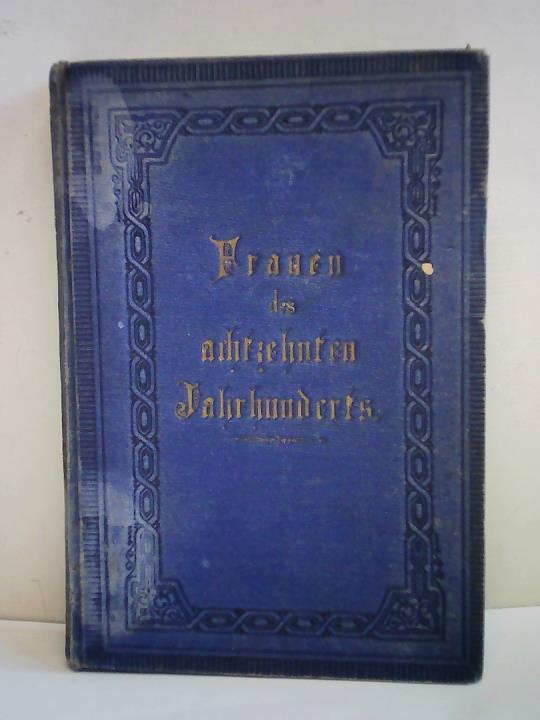 Frauen
des
achtzehnten
Jahrhunderts.